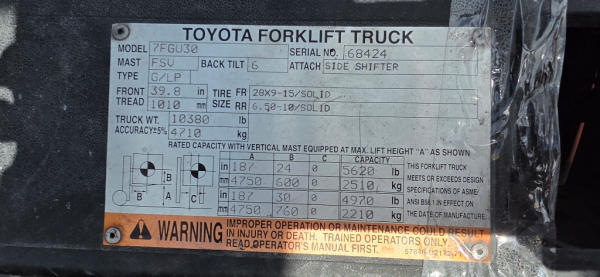 TOYOTA FORKLIFT TRUCK
MODEL 7FGU30 SERIAL NO. 68424
MAST FSV BACK TILT 6 ATTACH SIDE SHIFTER
TYPE G/LP
FRONT 39.8 in TIRE FR 28X9-15/SOLID
TREAD 1010 mm SIZE RR 6.50-10/SOLID
TRUCK WT. 10380 lb
ACCURACY±5% 4710 kg
RATED CAPACITY WITH VERTICAL MAST EQUIPPED AT MAX. LIFT HEIGHT "A" AS SHOWN
A B C CAPACITY
in 187 24 0 5620 lb THIS FORKLIFT TRUCK
mm 4750 600 0 2510 kg MEETS OR EXCEEDS DESIGN
in 187 30 0 4970 lb SPECIFICATIONS OF ASME/
mm 4750 760 0 2210 kg ANSI B56.1 IN EFFECT ON
THE DATE OF MANUFACTURE.
B A B C
WARNING IMPROPER OPERATION OR MAINTENANCE COULD RESULT
IN INJURY OR DEATH. TRAINED OPERATORS ONLY.
READ OPERATOR'S MANUAL FIRST.